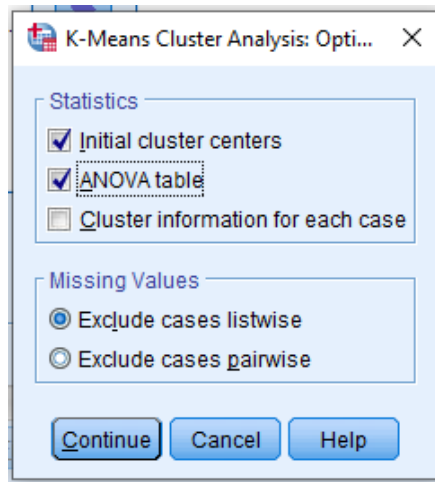 K-Means Cluster Analysis: Opti...
Statistics
Initial cluster centers
ANOVA table
Cluster information for each case
Missing Values
Exclude cases listwise
Exclude cases pairwise
Continue Cancel Help